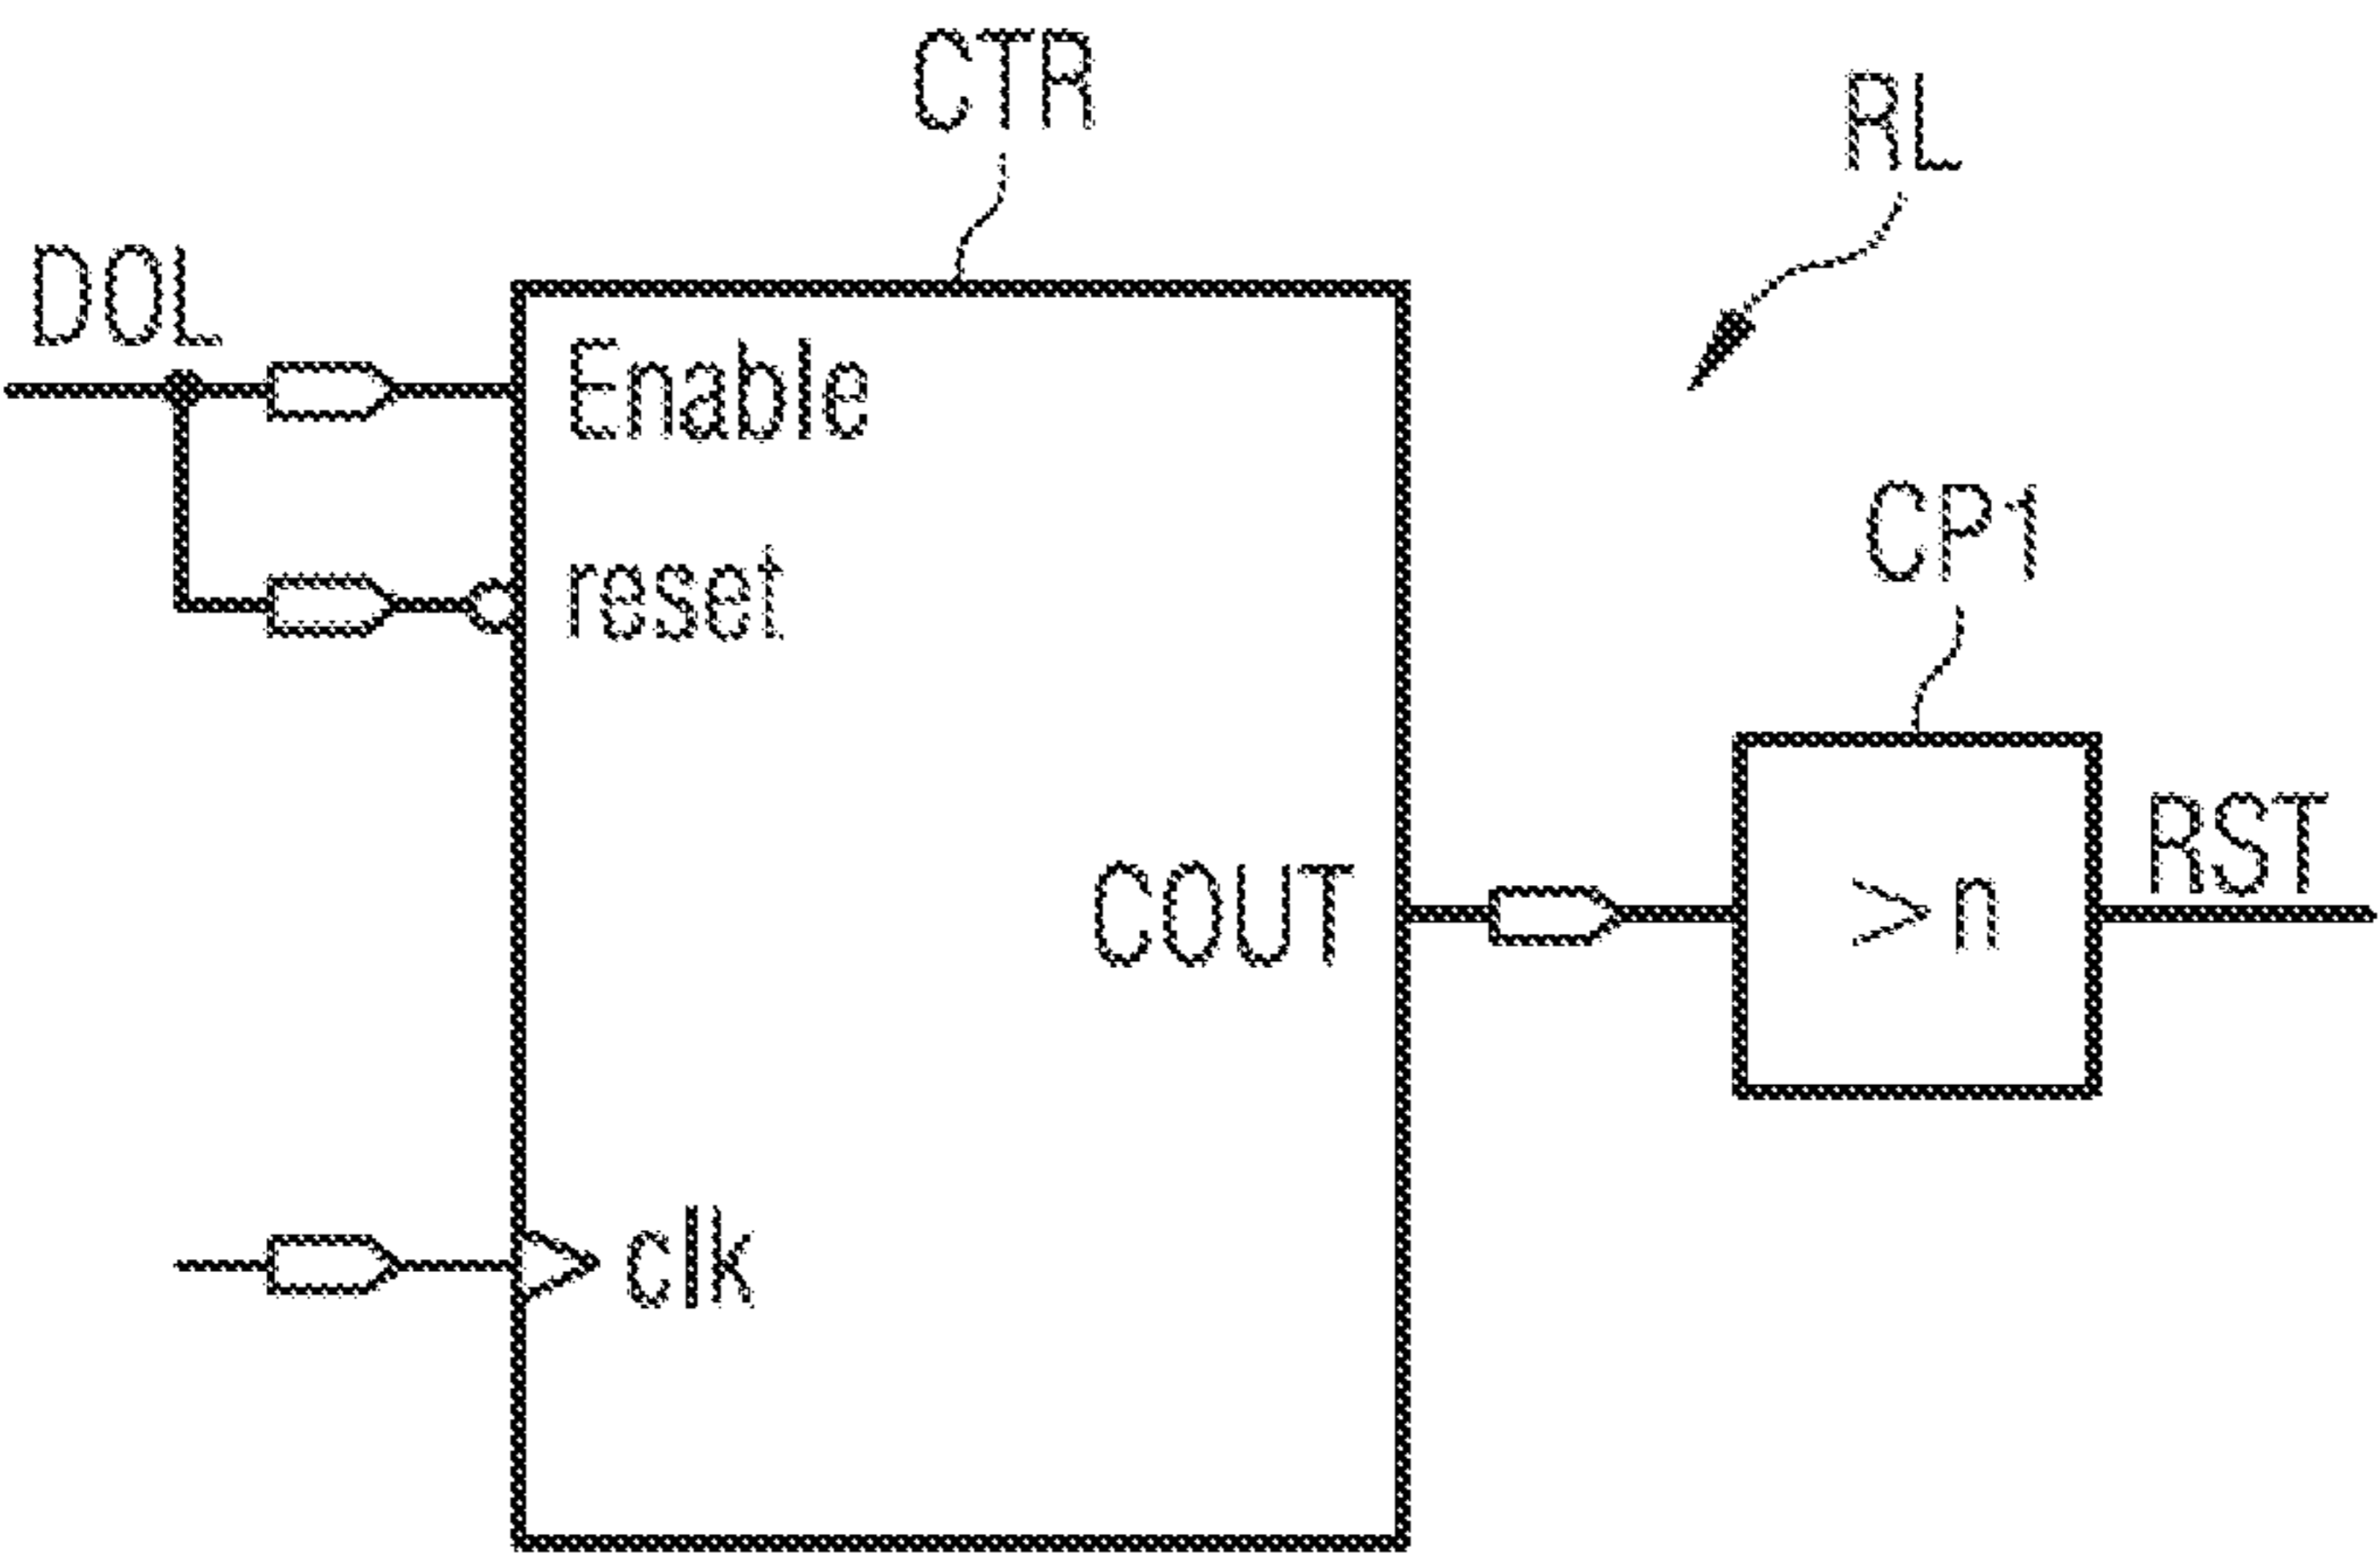 CTR
RL
DOL
Enable
reset
CP1
COUT
>n
RST
clk